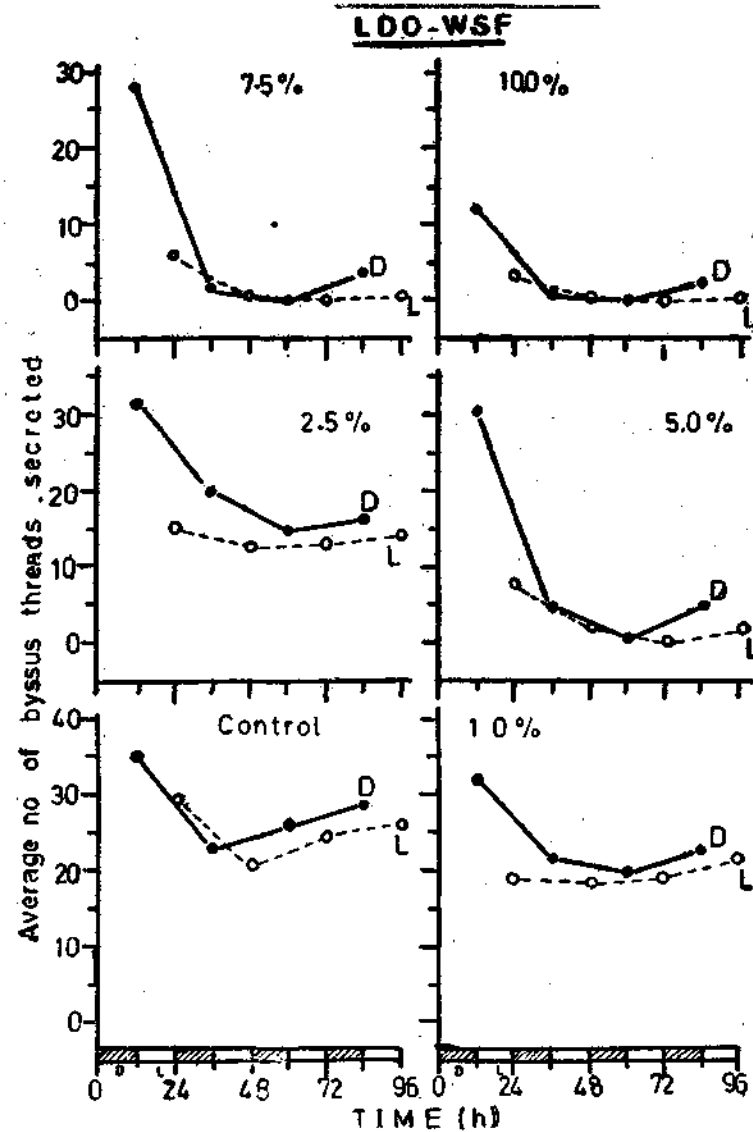 LDO-WSF
7.5% 10.0%
30
20
10
0
D
L
D
L
2.5% 5.0%
30
20
10
0
D
L
D
L
Control 1 0%
40
30
20
10
0
D
L
D
L
D L D L
0 24 48 72 96 0 24 48 72 96
TIME (h)
Average no of byssus threads secreted